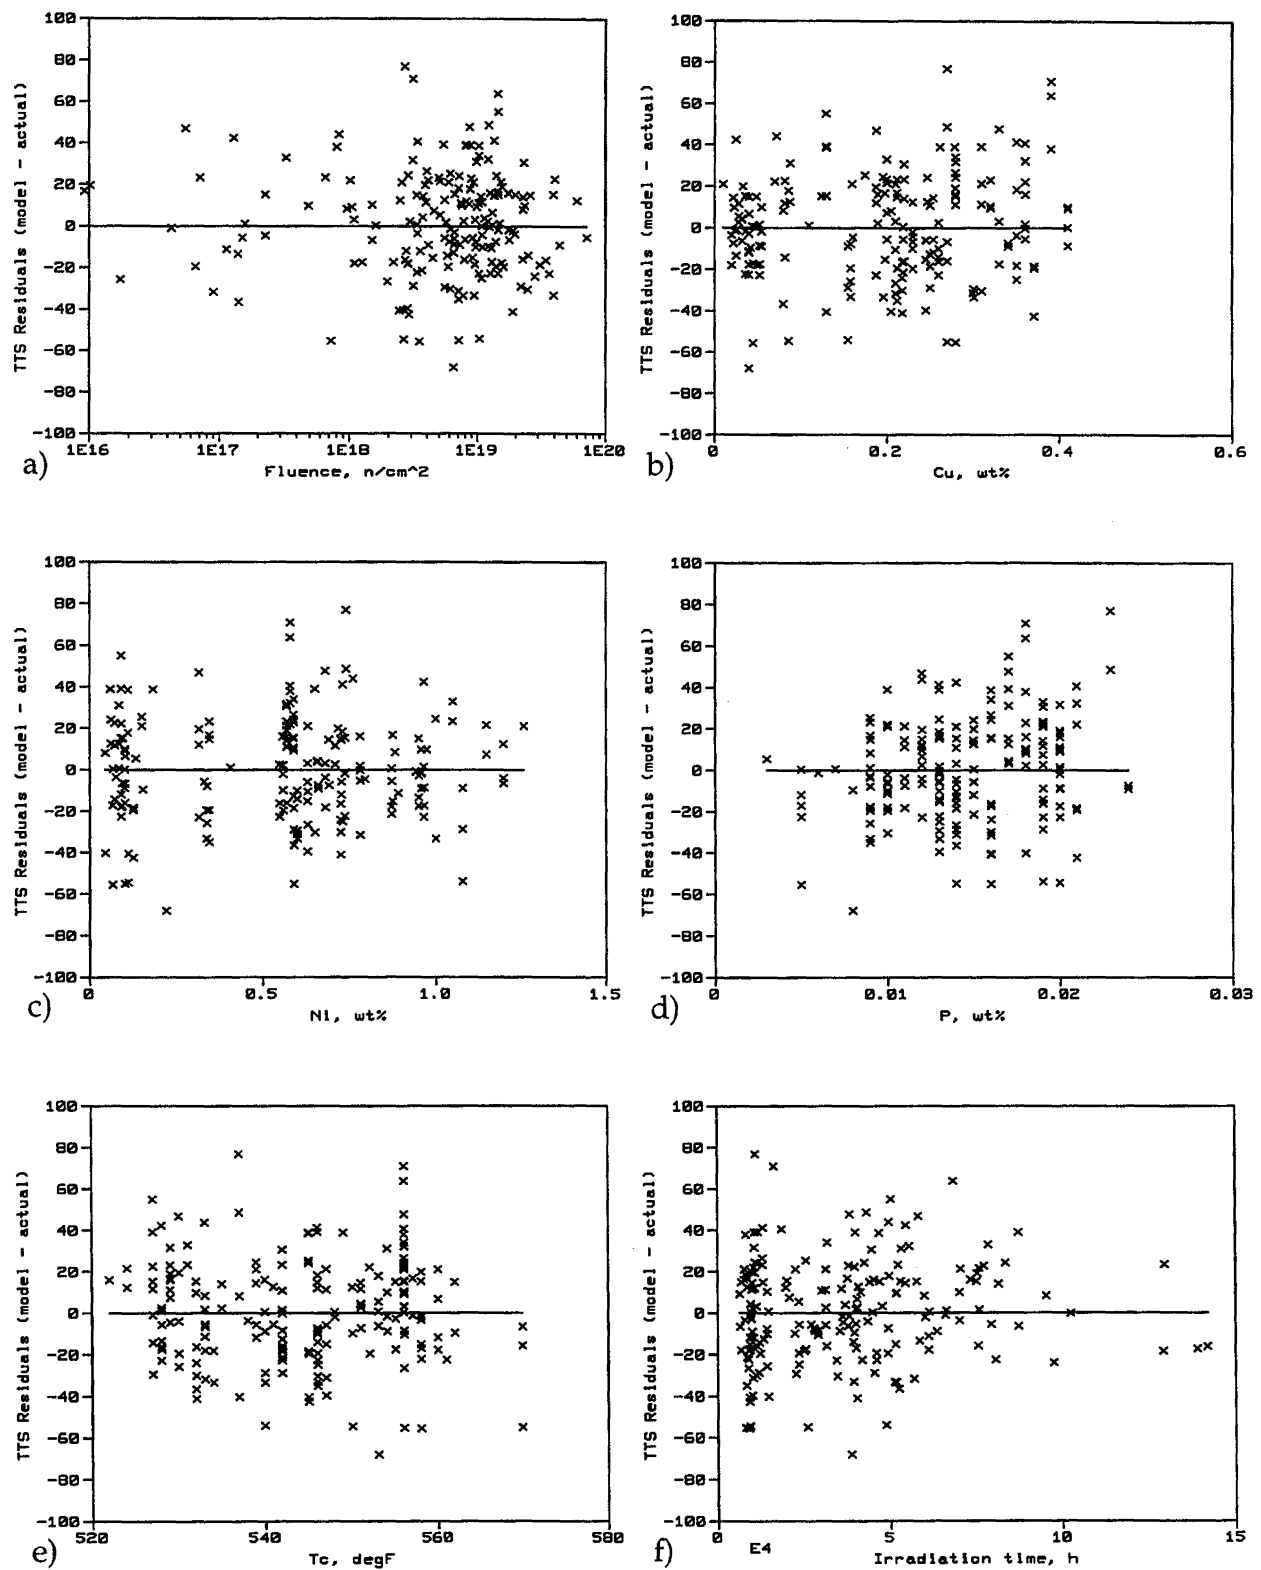 100
80
60
40
20
0
-20
-40
-60
-80
-100
TTS Residuals (model - actual)
1E16 1E17 1E18 1E19 1E20
Fluence, n/cm^2
a)
100
80
60
40
20
0
-20
-40
-60
-80
-100
TTS Residuals (model - actual)
0 0.2 0.4 0.6
Cu, wt%
b)
100
80
60
40
20
0
-20
-40
-60
-80
-100
TTS Residuals (model - actual)
0 0.5 1.0 1.5
Ni, wt%
c)
100
80
60
40
20
0
-20
-40
-60
-80
-100
TTS Residuals (model - actual)
0 0.01 0.02 0.03
P, wt%
d)
100
80
60
40
20
0
-20
-40
-60
-80
-100
TTS Residuals (model - actual)
520 540 560 580
Tc, degF
e)
100
80
60
40
20
0
-20
-40
-60
-80
-100
TTS Residuals (model - actual)
0 5 10 15
E4
Irradiation time, h
f)